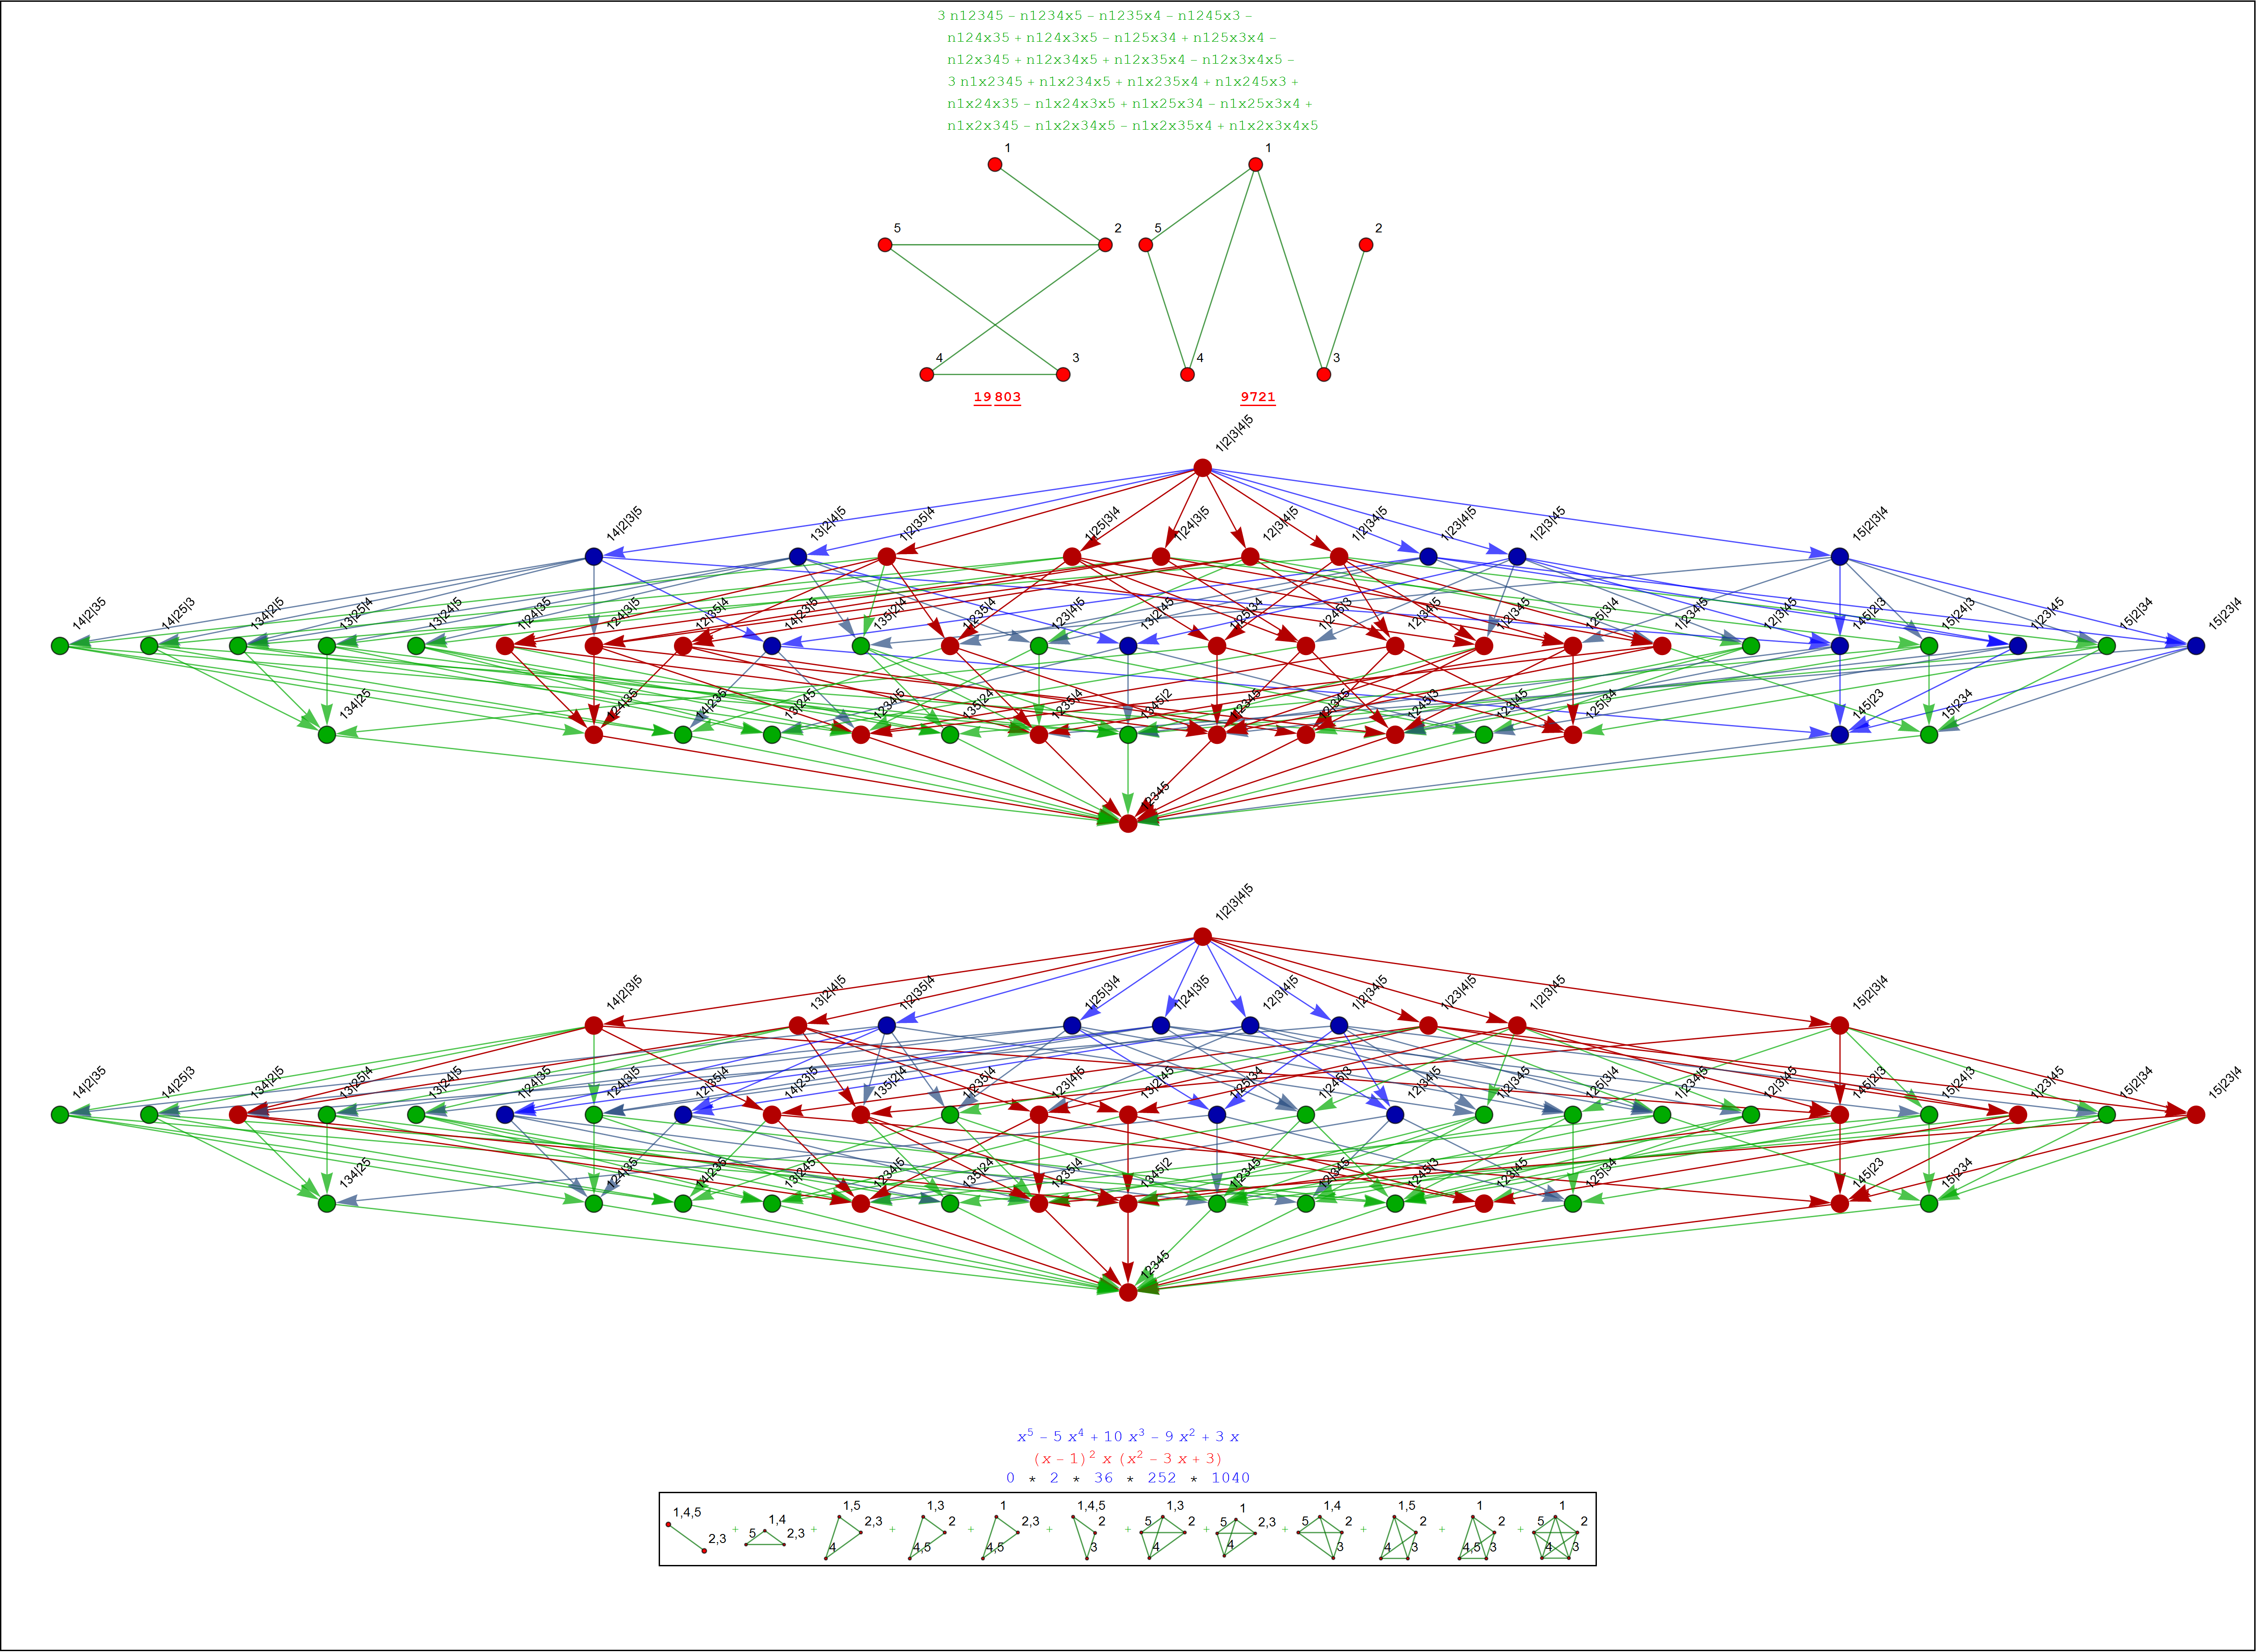 3 n12345 − n1234x5 − n1235x4 − n1245x3 −
n124x35 + n124x3x5 − n125x34 + n125x3x4 −
n12x345 + n12x34x5 + n12x35x4 − n12x3x4x5 −
3 n1x2345 + n1x234x5 + n1x235x4 + n1x245x3 +
n1x24x35 − n1x24x3x5 + n1x25x34 − n1x25x3x4 +
n1x2x345 − n1x2x34x5 − n1x2x35x4 + n1x2x3x4x5
1 1
5 2 5 2
4 3 4 3
19 803 9721
1|2|3|4|5
14|2|3|5 13|2|4|5 1|2|35|4 1|25|3|4 1|24|3|5 12|3|4|5 1|2|34|5 1|23|4|5 1|2|3|45 15|2|3|4
14|2|35 14|25|3 134|2|5 13|25|4 13|24|5 1|24|35 124|3|5 12|35|4 14|23|5 135|2|4 1|235|4 123|4|5 13|2|45 1|25|34 1|245|3 12|34|5 1|2|345 125|3|4 1|234|5 12|3|45 145|2|3 15|24|3 1|23|45 15|2|34 15|23|4
134|25 124|35 14|235 13|245 1234|5 135|24 1235|4 1345|2 1|2345 12|345 1245|3 123|45 125|34 145|23 15|234
12345
1|2|3|4|5
14|2|3|5 13|2|4|5 1|2|35|4 1|25|3|4 1|24|3|5 12|3|4|5 1|2|34|5 1|23|4|5 1|2|3|45 15|2|3|4
14|2|35 14|25|3 134|2|5 13|25|4 13|24|5 1|24|35 124|3|5 12|35|4 14|23|5 135|2|4 1|235|4 123|4|5 13|2|45 1|25|34 1|245|3 12|34|5 1|2|345 125|3|4 1|234|5 12|3|45 145|2|3 15|24|3 1|23|45 15|2|34 15|23|4
134|25 124|35 14|235 13|245 1234|5 135|24 1235|4 1345|2 1|2345 12|345 1245|3 123|45 125|34 145|23 15|234
12345
x⁵ − 5 x⁴ + 10 x³ − 9 x² + 3 x
(x − 1)² x (x² − 3 x + 3)
0 * 2 * 36 * 252 * 1040
1,4,5 2,3 + 5 1,4 2,3 + 1,5 2,3 4 + 1,3 2 4,5 + 1 2,3 4,5 + 1,4,5 2 3 + 1,3 5 2 4 + 1 5 2,3 4 + 1,4 5 2 3 + 1,5 2 4 3 + 1 2 4,5 3 + 1 5 2 4 3